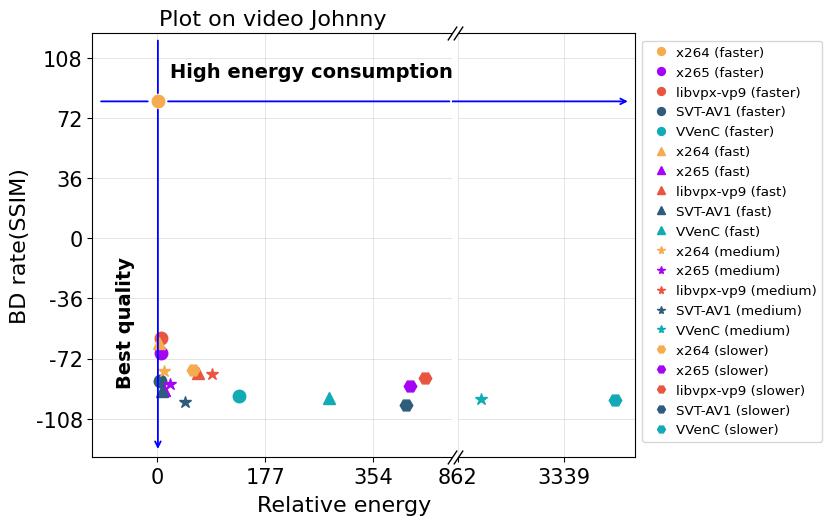 Plot on video Johnny
108
72
36
0
-36
-72
-108
BD rate(SSIM)
High energy consumption
Best quality
0
177
354
862
3339
Relative energy
x264 (faster)
x265 (faster)
libvpx-vp9 (faster)
SVT-AV1 (faster)
VVenC (faster)
x264 (fast)
x265 (fast)
libvpx-vp9 (fast)
SVT-AV1 (fast)
VVenC (fast)
x264 (medium)
x265 (medium)
libvpx-vp9 (medium)
SVT-AV1 (medium)
VVenC (medium)
x264 (slower)
x265 (slower)
libvpx-vp9 (slower)
SVT-AV1 (slower)
VVenC (slower)